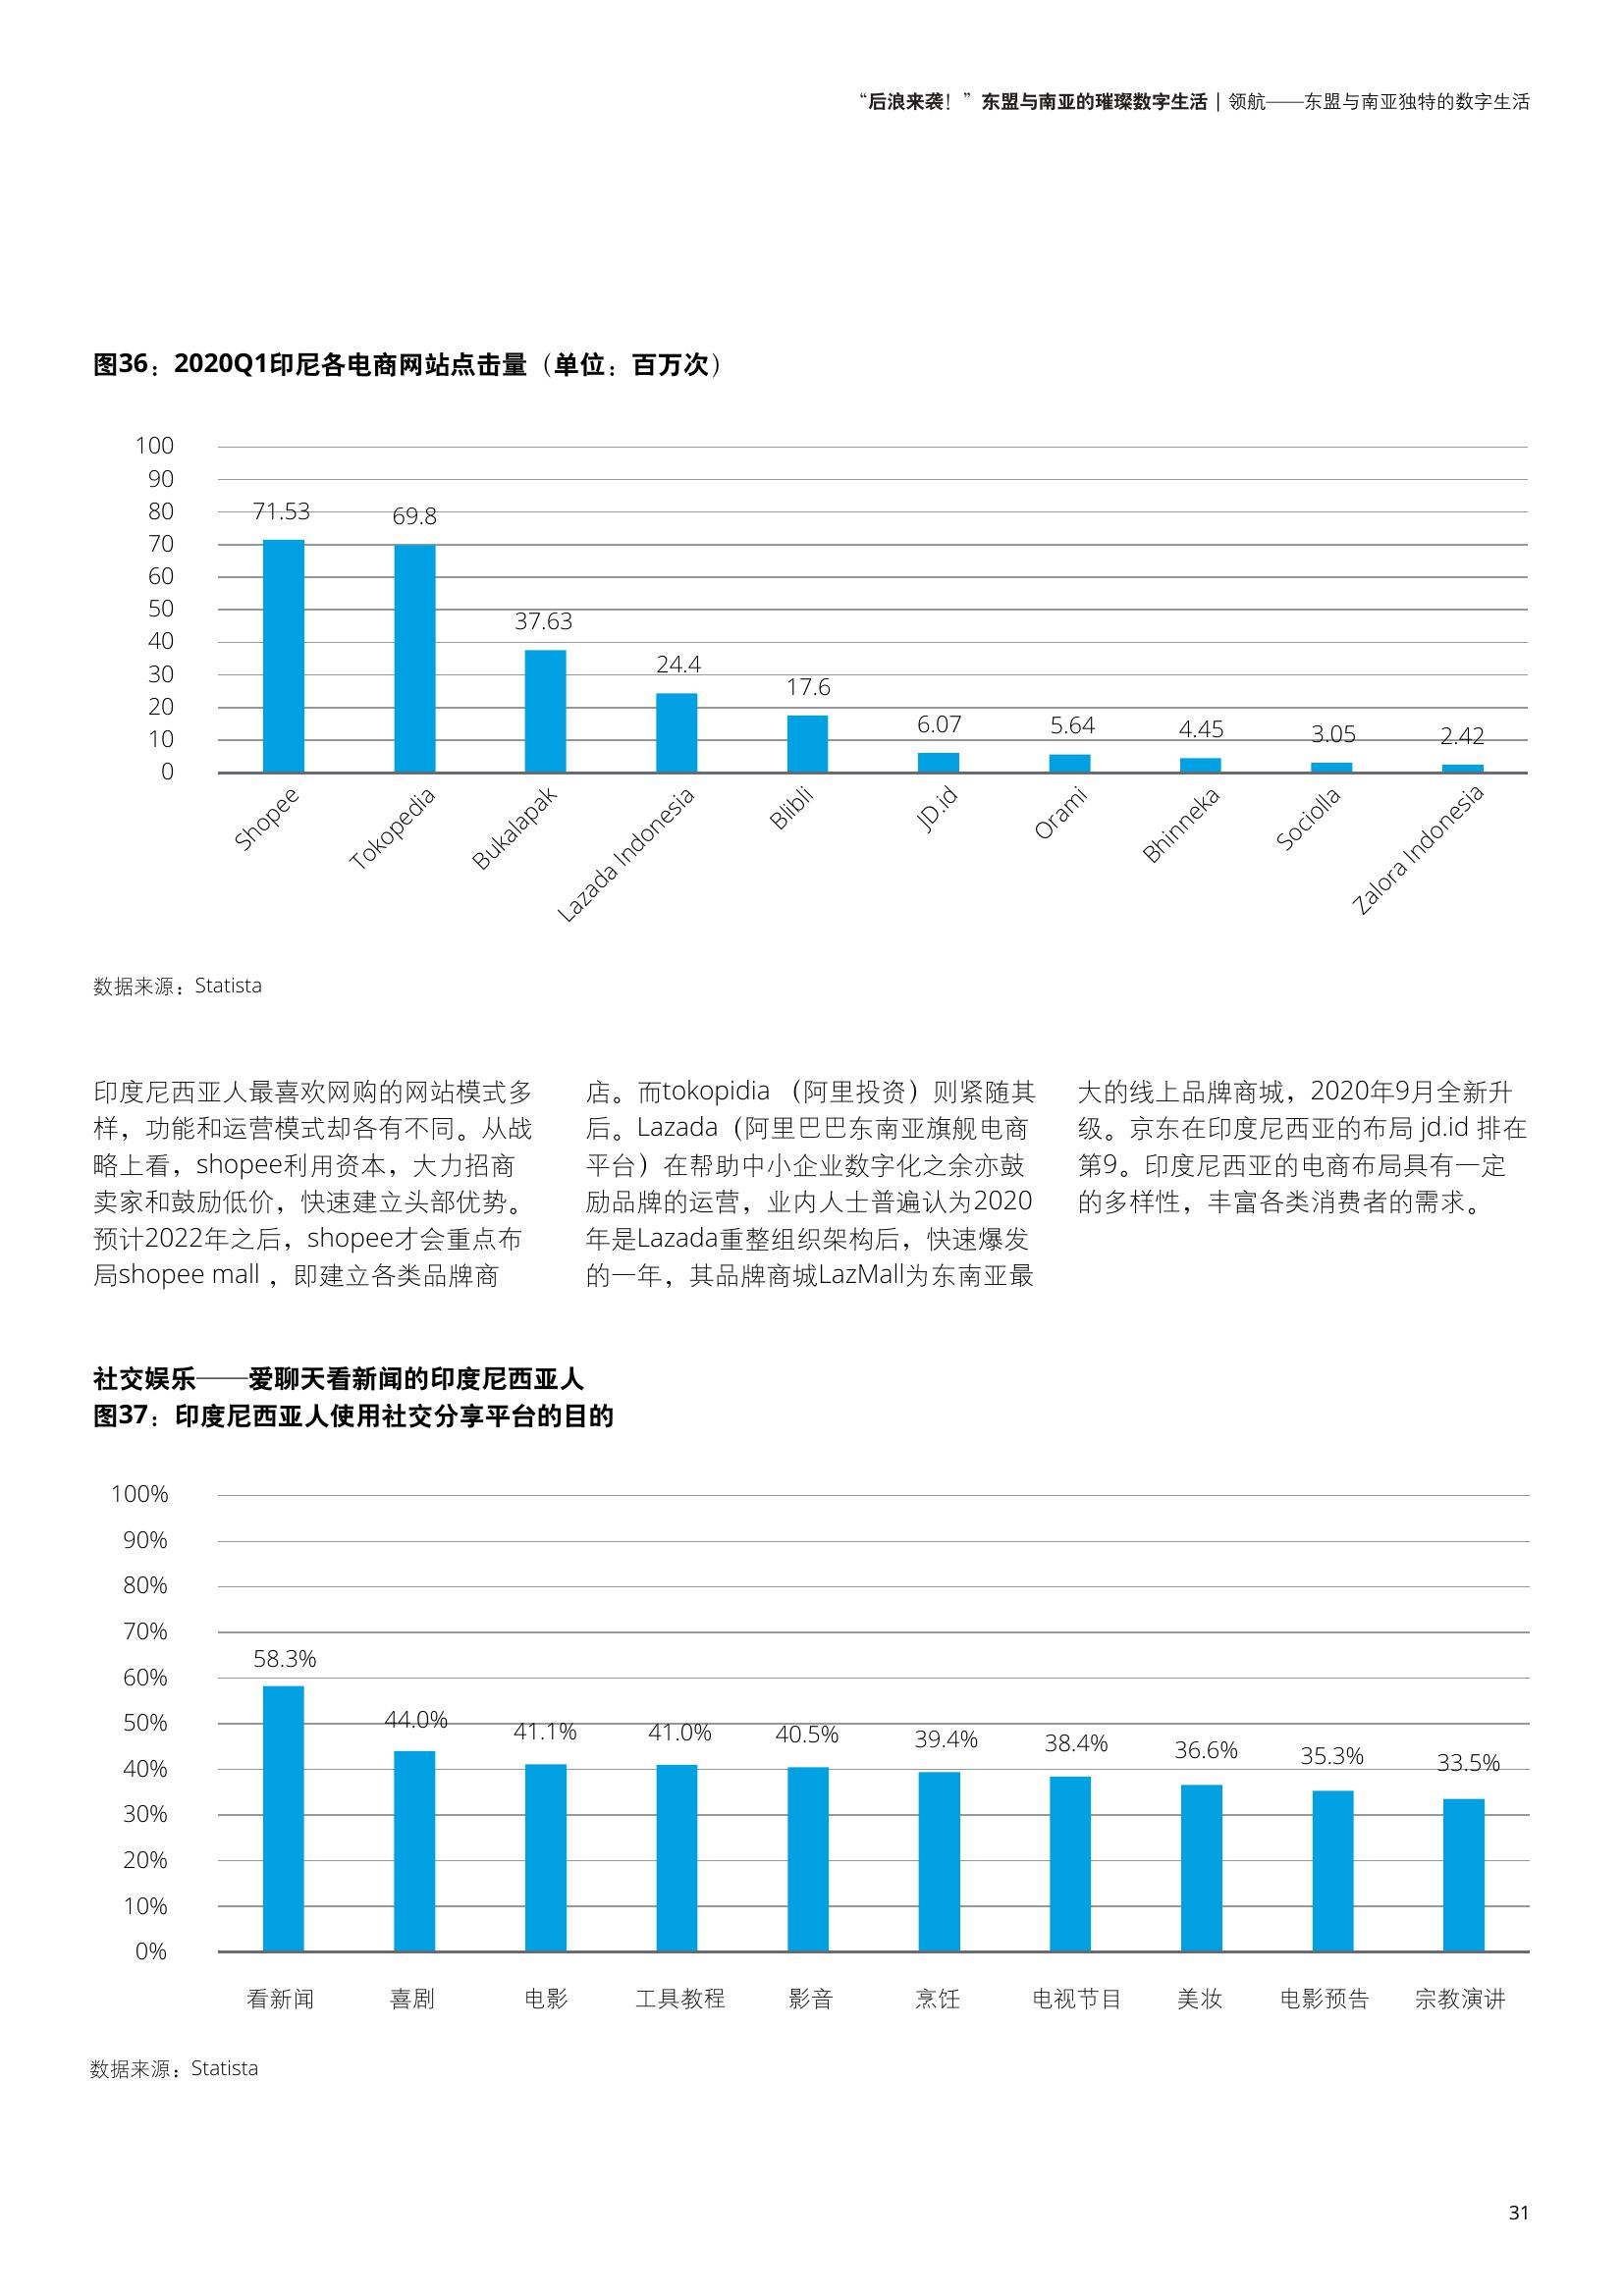 “后浪来袭！”东盟与南亚的璀璨数字生活 | 领航——东盟与南亚独特的数字生活
图36：2020Q1印尼各电商网站点击量（单位：百万次）
100
90
80
70
60
50
40
30
20
10
0
71.53
69.8
37.63
24.4
17.6
6.07
5.64
4.45
3.05
2.42
Shopee
Tokopedia
Bukalapak
Lazada Indonesia
Blibli
JD.id
Orami
Bhinneka
Sociolla
Zalora Indonesia
数据来源：Statista
印度尼西亚人最喜欢网购的网站模式多
样，功能和运营模式却各有不同。从战
略上看，shopee利用资本，大力招商
卖家和鼓励低价，快速建立头部优势。
预计2022年之后，shopee才会重点布
局shopee mall ，即建立各类品牌商
店。而tokopidia （阿里投资）则紧随其
后。Lazada（阿里巴巴东南亚旗舰电商
平台）在帮助中小企业数字化之余亦鼓
励品牌的运营，业内人士普遍认为2020
年是Lazada重整组织架构后，快速爆发
的一年，其品牌商城LazMall为东南亚最
大的线上品牌商城，2020年9月全新升
级。京东在印度尼西亚的布局 jd.id 排在
第9。印度尼西亚的电商布局具有一定
的多样性，丰富各类消费者的需求。
社交娱乐——爱聊天看新闻的印度尼西亚人
图37：印度尼西亚人使用社交分享平台的目的
100%
90%
80%
70%
60%
50%
40%
30%
20%
10%
0%
58.3%
44.0%
41.1%
41.0%
40.5%
39.4%
38.4%
36.6%
35.3%
33.5%
看新闻
喜剧
电影
工具教程
影音
烹饪
电视节目
美妆
电影预告
宗教演讲
数据来源：Statista
31